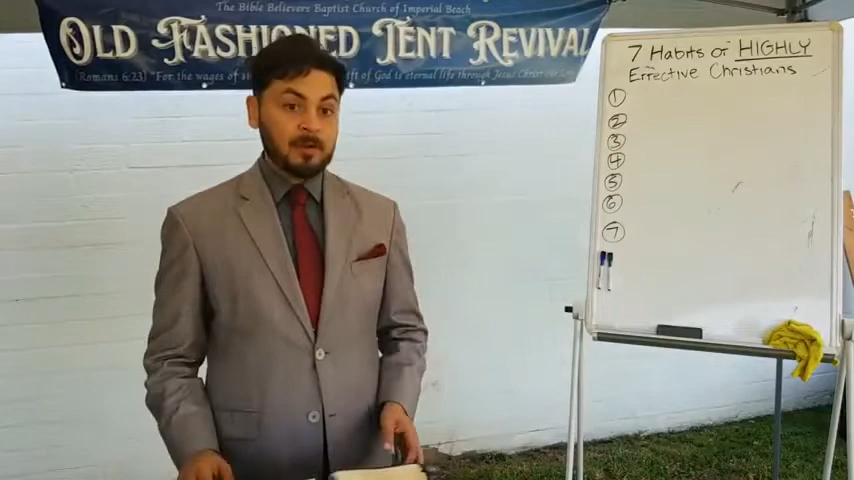 The Bible Believers Baptist Church of Imperial Beach
Old Fashioned Tent Revival
Romans 6:23 For the wages of
ft of God is eternal life through Jesus Christ our
7 Habits of HIGHLY
Effective Christians
1
2
3
4
5
6
7